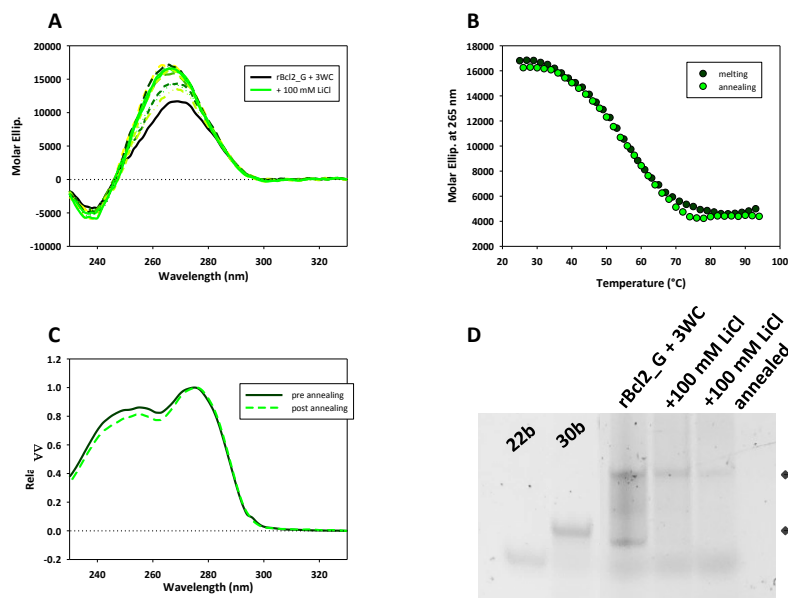 A
20000
15000
10000
5000
0
-5000
-10000
Molar Ellip.
rBcl2_G + 3WC
+ 100 mM LiCl
240 260 280 300 320
Wavelength (nm)
B
18000
16000
14000
12000
10000
8000
6000
4000
2000
Molar Ellip. at 265 nm
melting
annealing
20 30 40 50 60 70 80 90 100
Temperature (°C)
C
1.2
1.0
0.8
0.6
0.4
0.2
0.0
-0.2
pre annealing
post annealing
240 260 280 300 320
Wavelength (nm)
D
22b
30b
rBcl2_G + 3WC
+100 mM LiCl
+100 mM LiCl
annealed